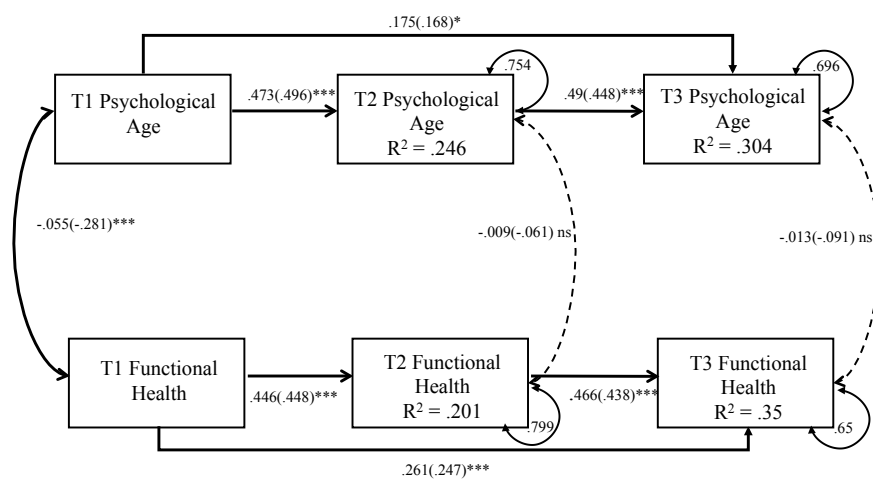 .175(.168)*
.754
.696
T1 Psychological
Age
.473(.496)***
T2 Psychological
Age
R² = .246
.49(.448)***
T3 Psychological
Age
R² = .304
-.055(-.281)***
-.009(-.061) ns
-.013(-.091) ns
T1 Functional
Health
.446(.448)***
T2 Functional
Health
R² = .201
.466(.438)***
T3 Functional
Health
R² = .35
.799
.65
.261(.247)***